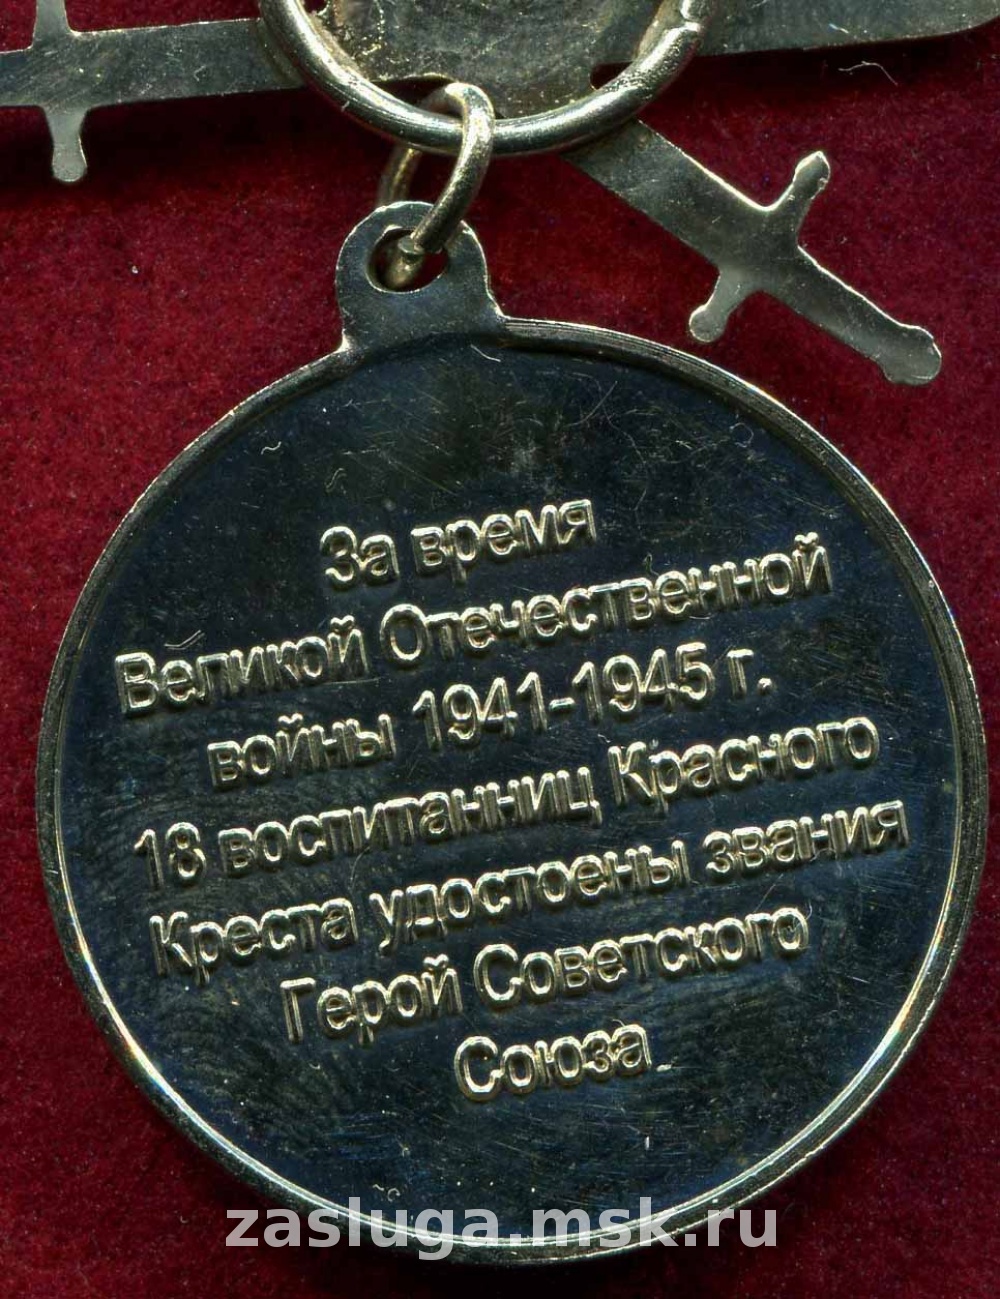 За время
Великой Отечественной
войны 1941-1945 г.
18 воспитанниц Красного
Креста удостоены звания
Герой Советского
Союза
zasluga.msk.ru